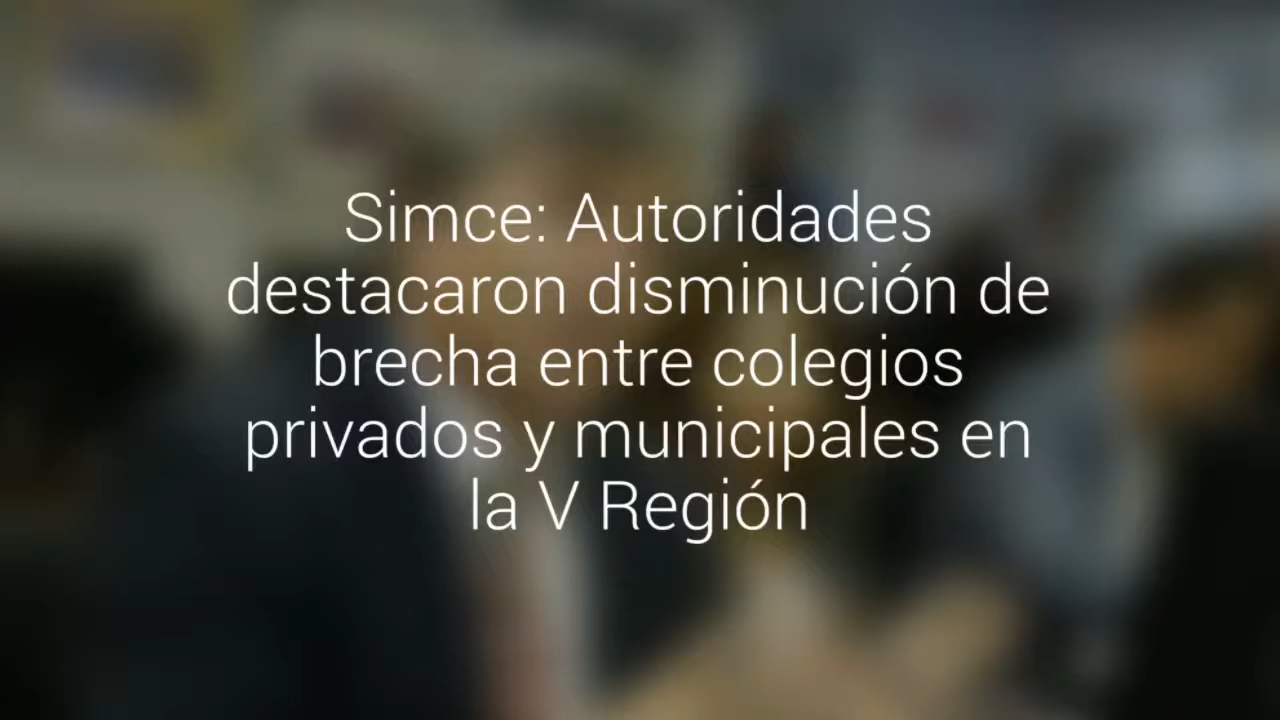 Simce: Autoridades
destacaron disminución de
brecha entre colegios
privados y municipales en
la V Región